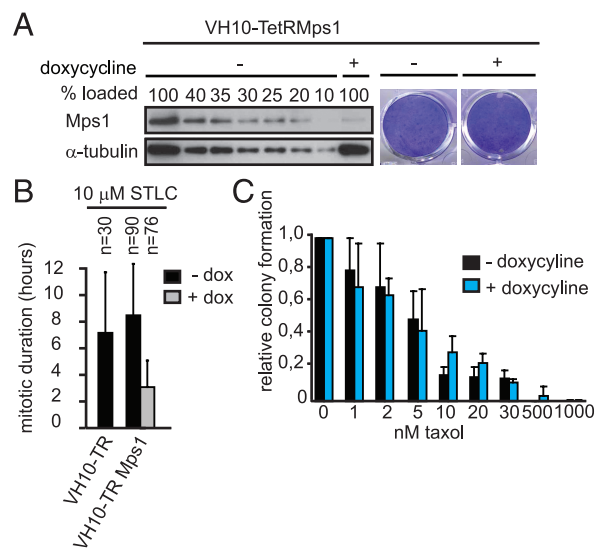 A
VH10-TetRMps1
doxycycline - + - +
% loaded 100 40 35 30 25 20 10 100
Mps1
α-tubulin
B
10 µM STLC
n=30 n=90 n=76
mitotic duration (hours)
12
10
8
6
4
2
0
- dox
+ dox
VH10-TR
VH10-TR Mps1
C
relative colony formation
1,0
0,8
0,6
0,4
0,2
- doxycyline
+ doxycyline
0 1 2 5 10 20 30 500 1000
nM taxol